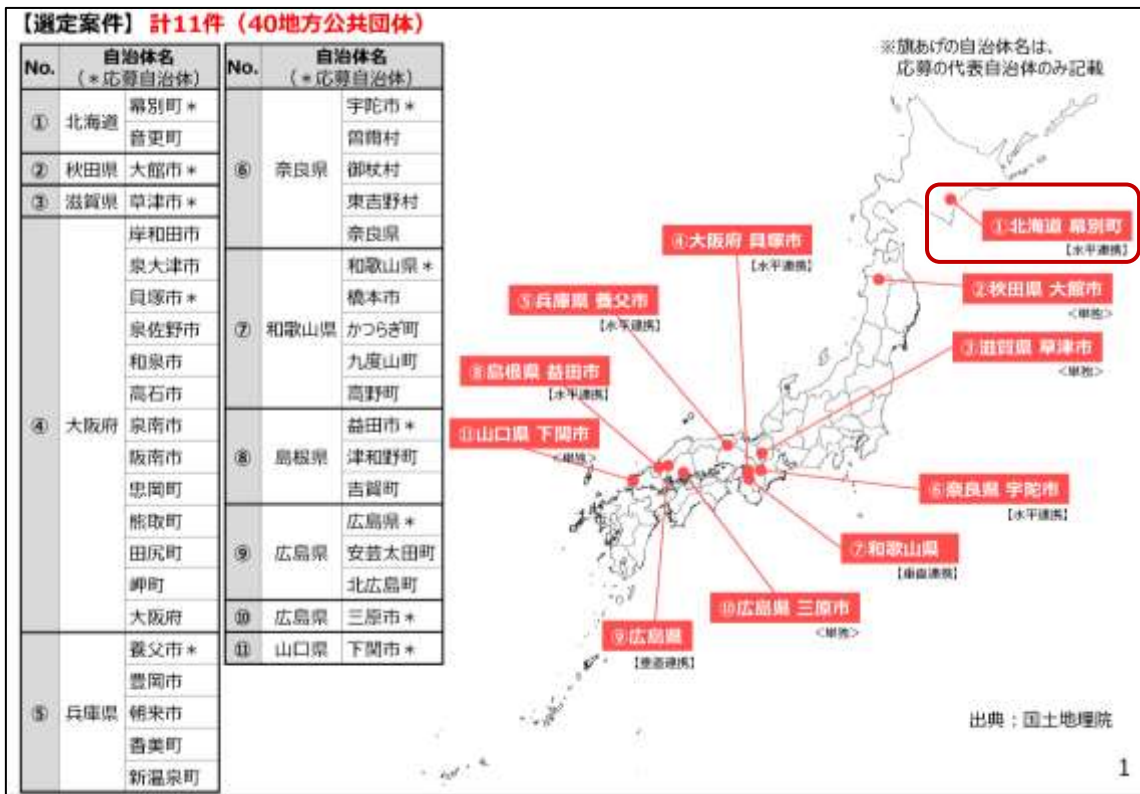 【選定案件】 計11件（40地方公共団体）
No. 自治体名（＊応募自治体）
① 北海道 幕別町＊
音更町
② 秋田県 大館市＊
③ 滋賀県 草津市＊
④ 大阪府 岸和田市
泉大津市
貝塚市＊
泉佐野市
和泉市
高石市
泉南市
阪南市
忠岡町
熊取町
田尻町
岬町
大阪府
⑤ 兵庫県 養父市＊
豊岡市
朝来市
香美町
新温泉町
No. 自治体名（＊応募自治体）
⑥ 奈良県 宇陀市＊
曽爾村
御杖村
東吉野村
奈良県
⑦ 和歌山県 和歌山県＊
橋本市
かつらぎ町
九度山町
高野町
⑧ 島根県 益田市＊
津和野町
吉賀町
⑨ 広島県 広島県＊
安芸太田町
北広島町
⑩ 広島県 三原市＊
⑪ 山口県 下関市＊
※旗あげの自治体名は、
応募の代表自治体のみ記載
①北海道 幕別町
【水平連携】
②秋田県 大館市
＜単独＞
③滋賀県 草津市
＜単独＞
④大阪府 貝塚市
【水平連携】
⑤兵庫県 養父市
【水平連携】
⑧島根県 益田市
【水平連携】
⑪山口県 下関市
＜単独＞
⑥奈良県 宇陀市
【水平連携】
⑦和歌山県
【垂直連携】
⑩広島県 三原市
＜単独＞
⑨広島県
【垂直連携】
出典：国土地理院
1